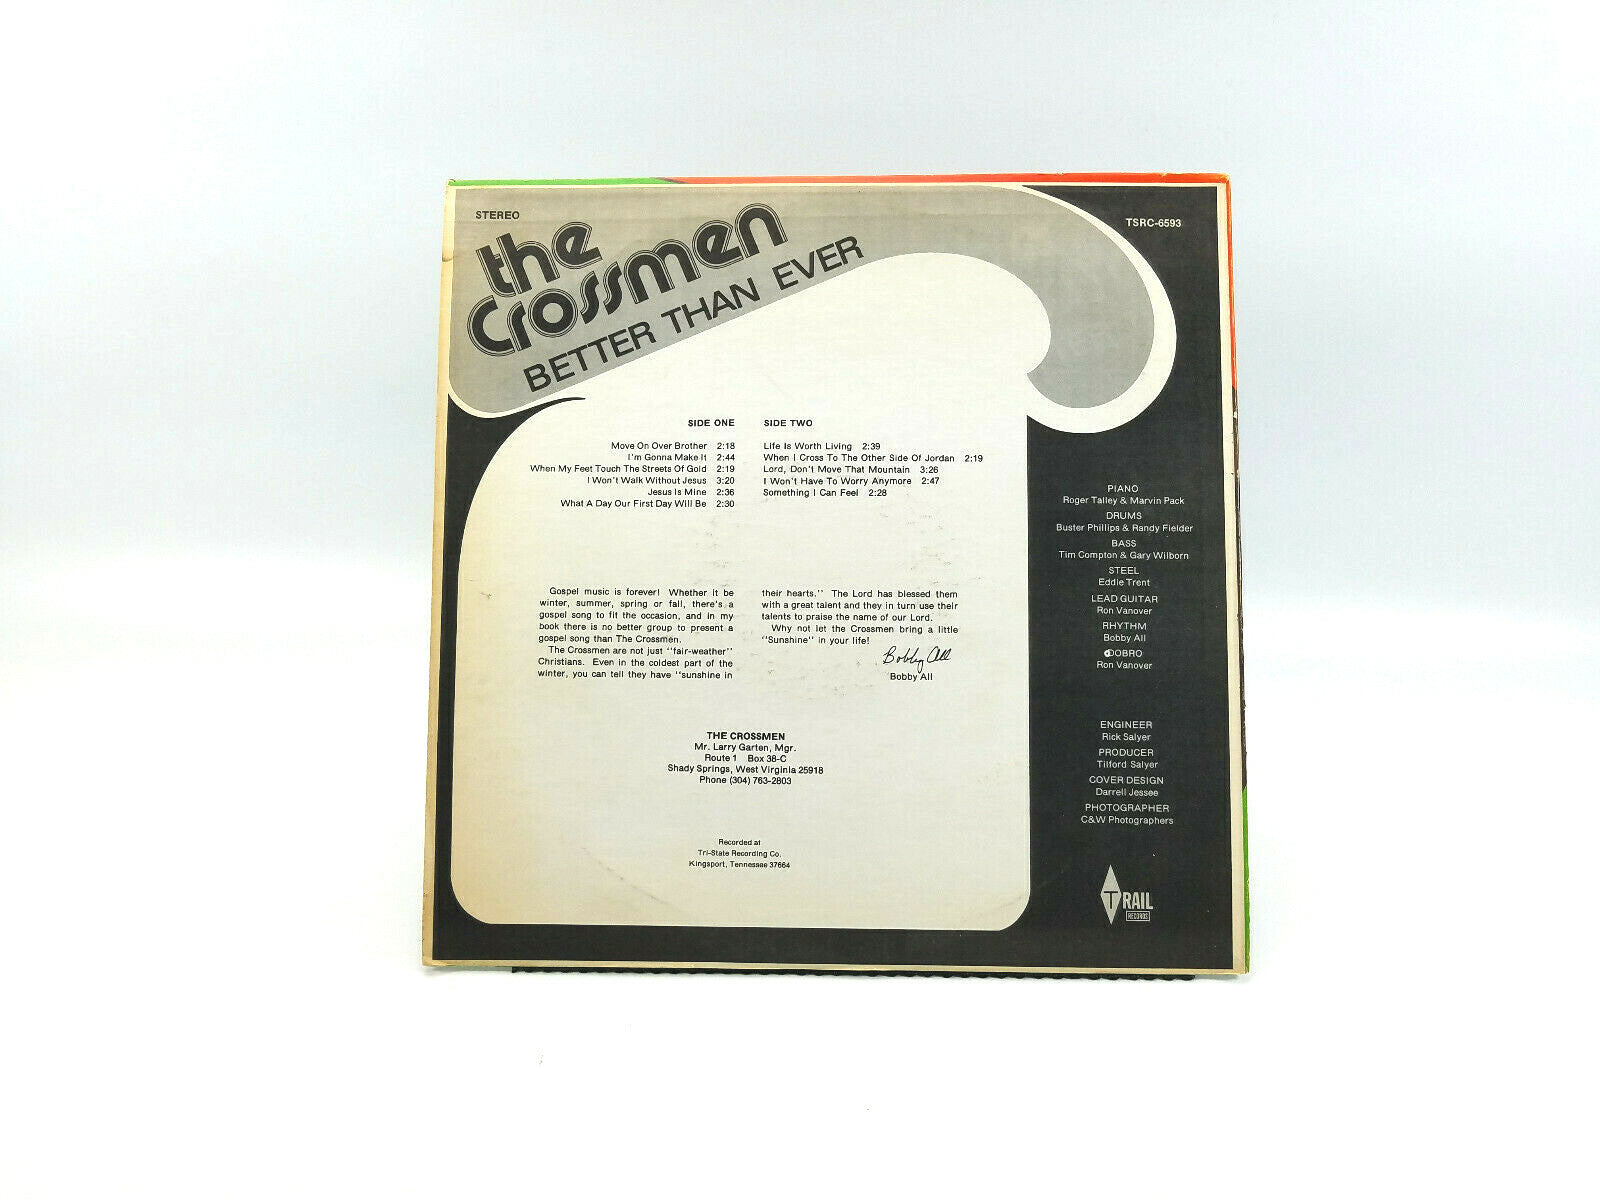 STEREO
TSRC-6593
the
Crossmen
BETTER THAN EVER
SIDE ONE
Move On Over Brother 2:18
I'm Gonna Make It 2:44
When My Feet Touch The Streets Of Gold 2:19
I Won't Walk Without Jesus 3:20
Jesus Is Mine 2:36
What A Day Our First Day Will Be 2:30
SIDE TWO
Life Is Worth Living 2:39
When I Cross To The Other Side Of Jordan 2:19
Lord, Don't Move That Mountain 3:26
I Won't Have To Worry Anymore 2:47
Something I Can Feel 2:28
Gospel music is forever! Whether it be
winter, summer, spring or fall, there's a
gospel song to fit the occasion, and in my
book there is no better group to present a
gospel song than The Crossmen.
The Crossmen are not just "fair-weather"
Christians. Even in the coldest part of the
winter, you can tell they have "sunshine in
their hearts." The Lord has blessed them
with a great talent and they in turn use their
talents to praise the name of our Lord.
Why not let the Crossmen bring a little
"Sunshine" in your life!
Bobby All
Bobby All
THE CROSSMEN
Mr. Larry Garten, Mgr.
Route 1 Box 38-C
Shady Springs, West Virginia 25918
Phone (304) 763-2803
Recorded at
Tri-State Recording Co.
Kingsport, Tennessee 37664
PIANO
Roger Talley & Marvin Pack
DRUMS
Buster Phillips & Randy Fielder
BASS
Tim Compton & Gary Wilborn
STEEL
Eddie Trent
LEAD GUITAR
Ron Vanover
RHYTHM
Bobby All
DOBRO
Ron Vanover
ENGINEER
Rick Salyer
PRODUCER
Tilford Salyer
COVER DESIGN
Darrell Jessee
PHOTOGRAPHER
C&W Photographers
TRAIL
RECORDS